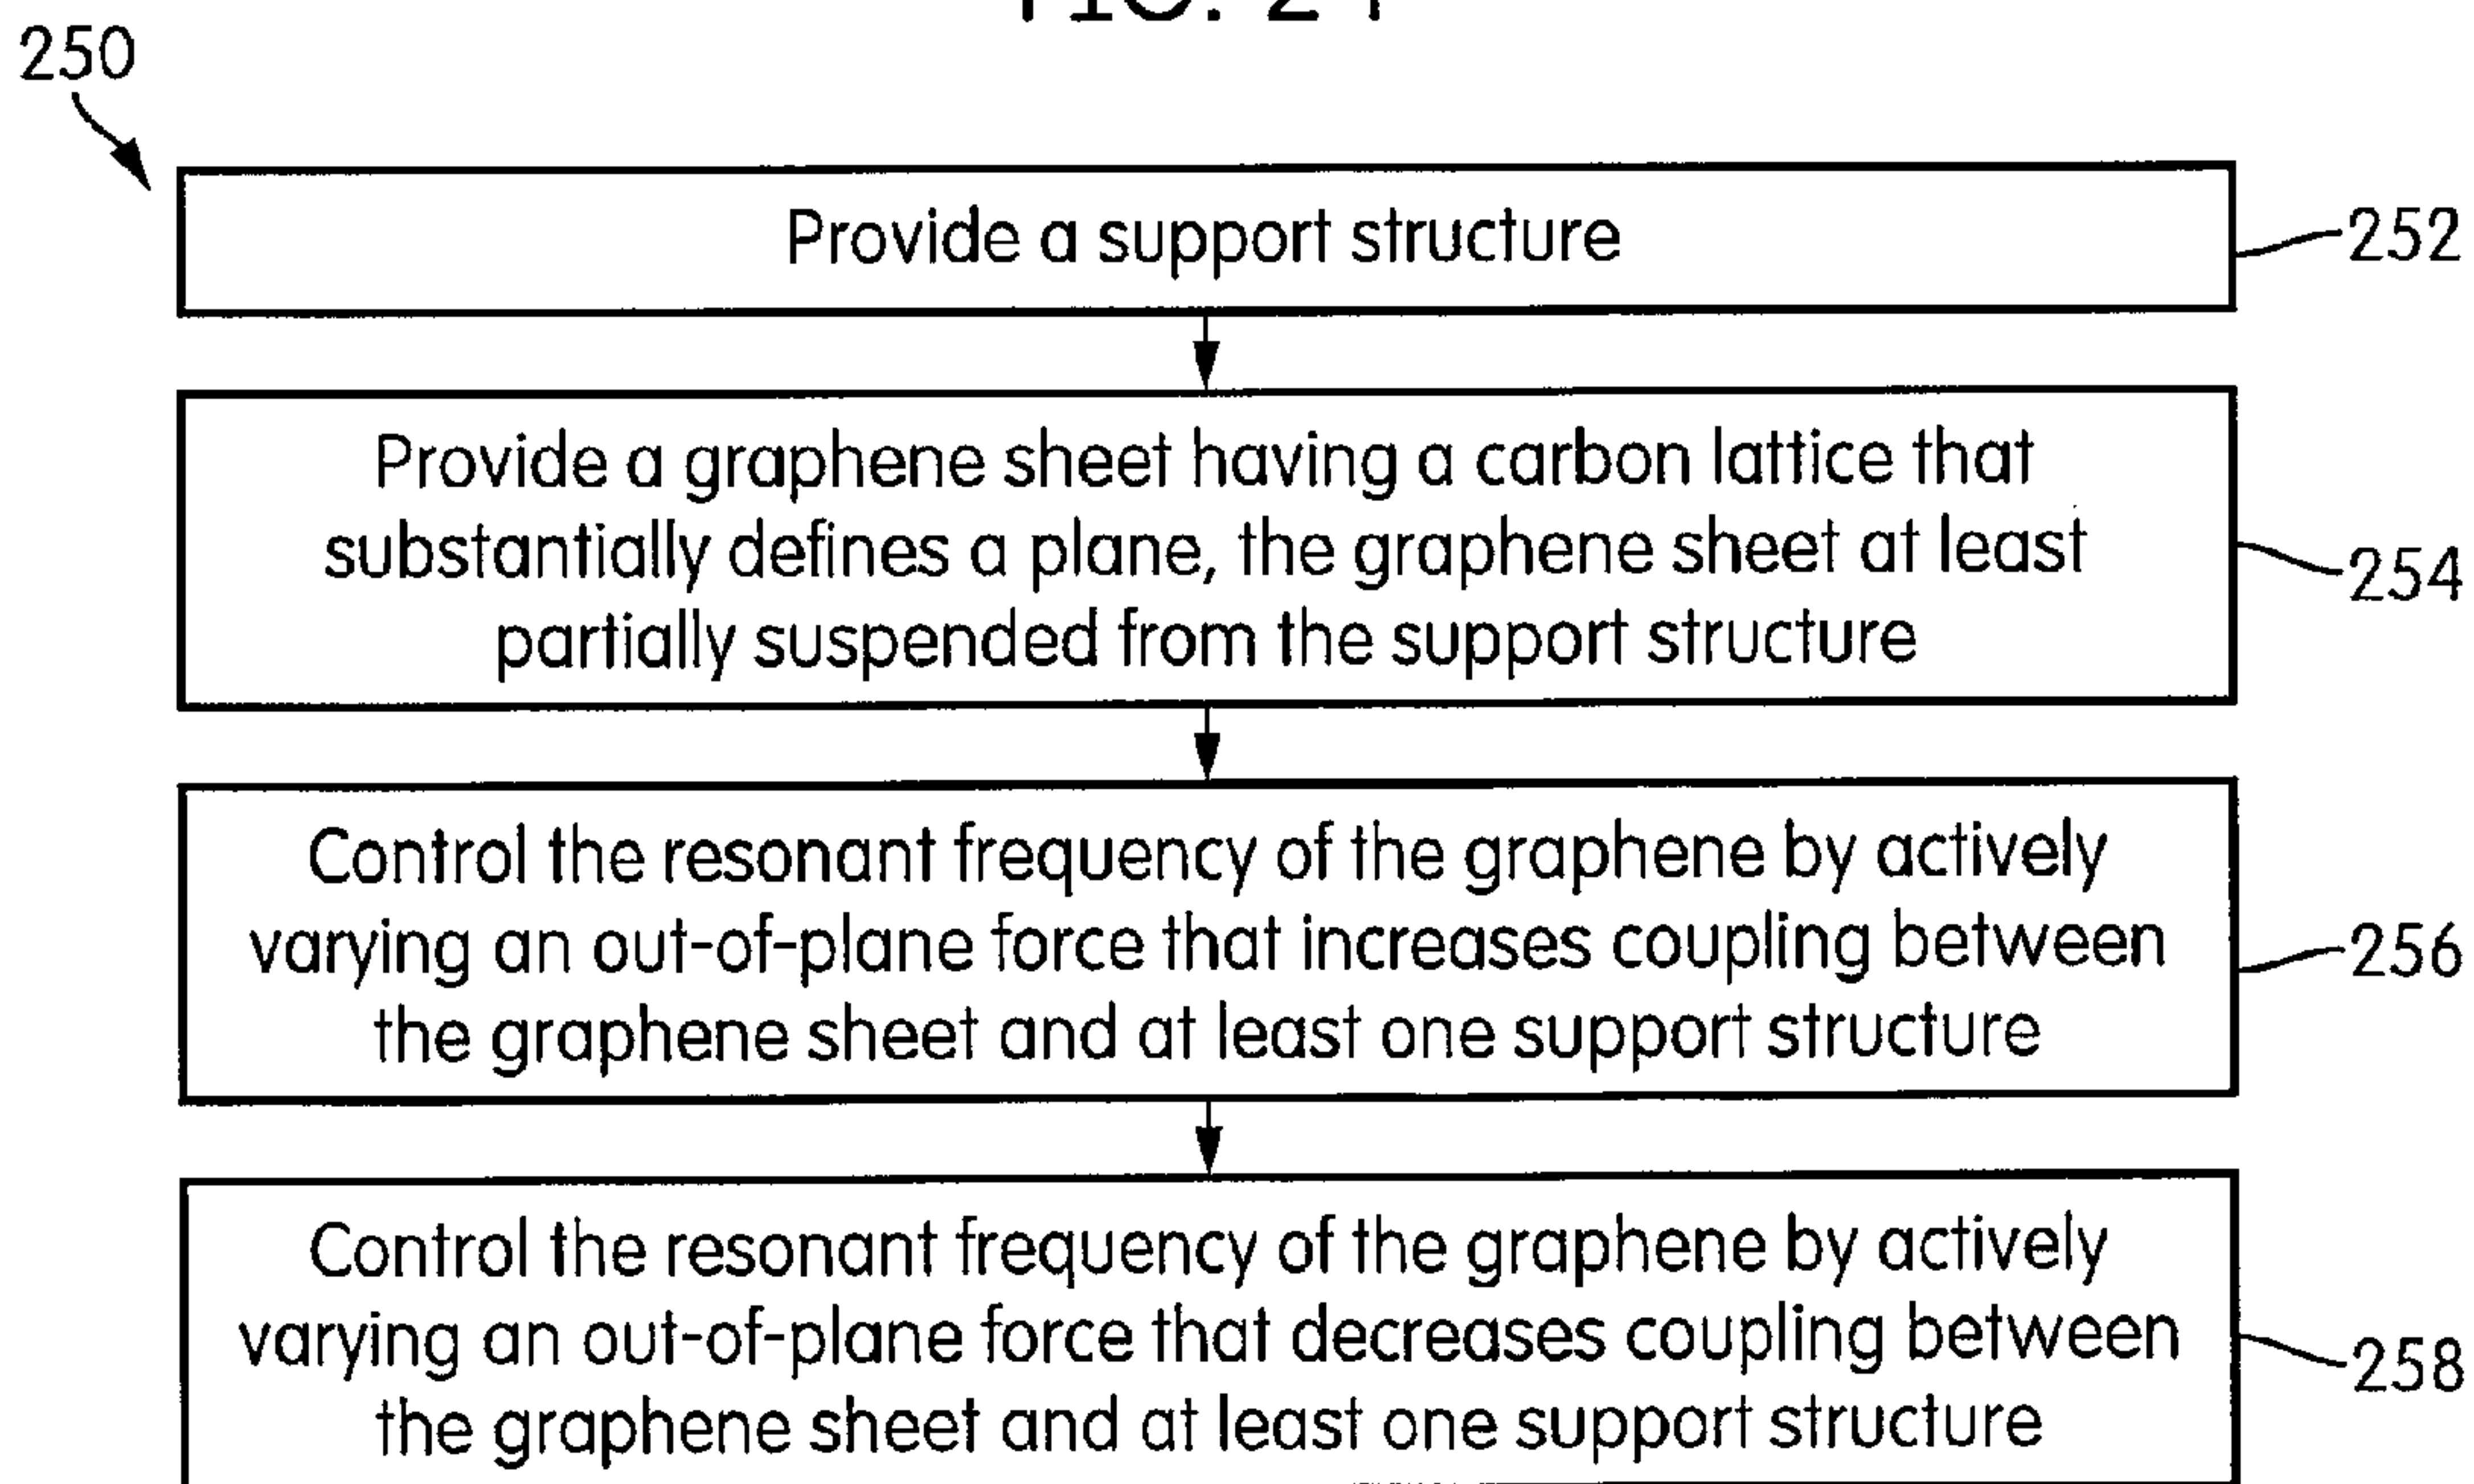 FIG. 24
250
Provide a support structure
252
Provide a graphene sheet having a carbon lattice that
substantially defines a plane, the graphene sheet at least
partially suspended from the support structure
254
Control the resonant frequency of the graphene by actively
varying an out-of-plane force that increases coupling between
the graphene sheet and at least one support structure
256
Control the resonant frequency of the graphene by actively
varying an out-of-plane force that decreases coupling between
the graphene sheet and at least one support structure
258